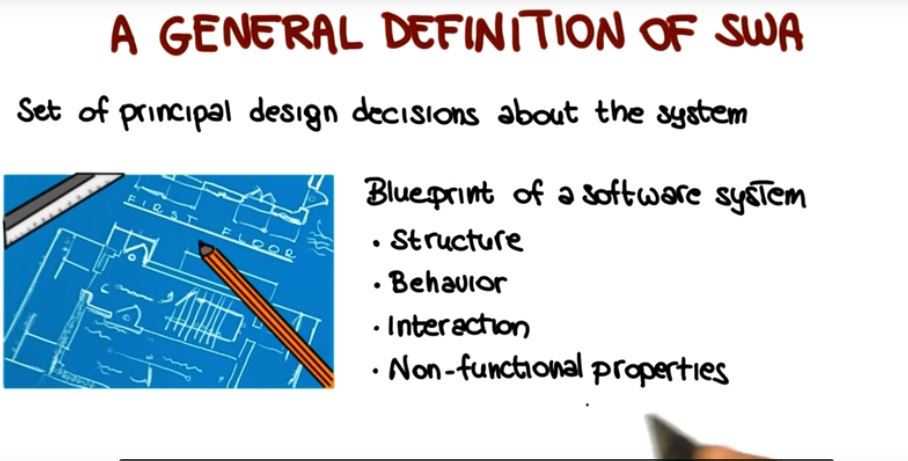 A GENERAL DEFINITION OF SWA
Set of principal design decisions about the system
FIRST FLOOR
Blueprint of a software system
• Structure
• Behavior
• Interaction
• Non-functional properties